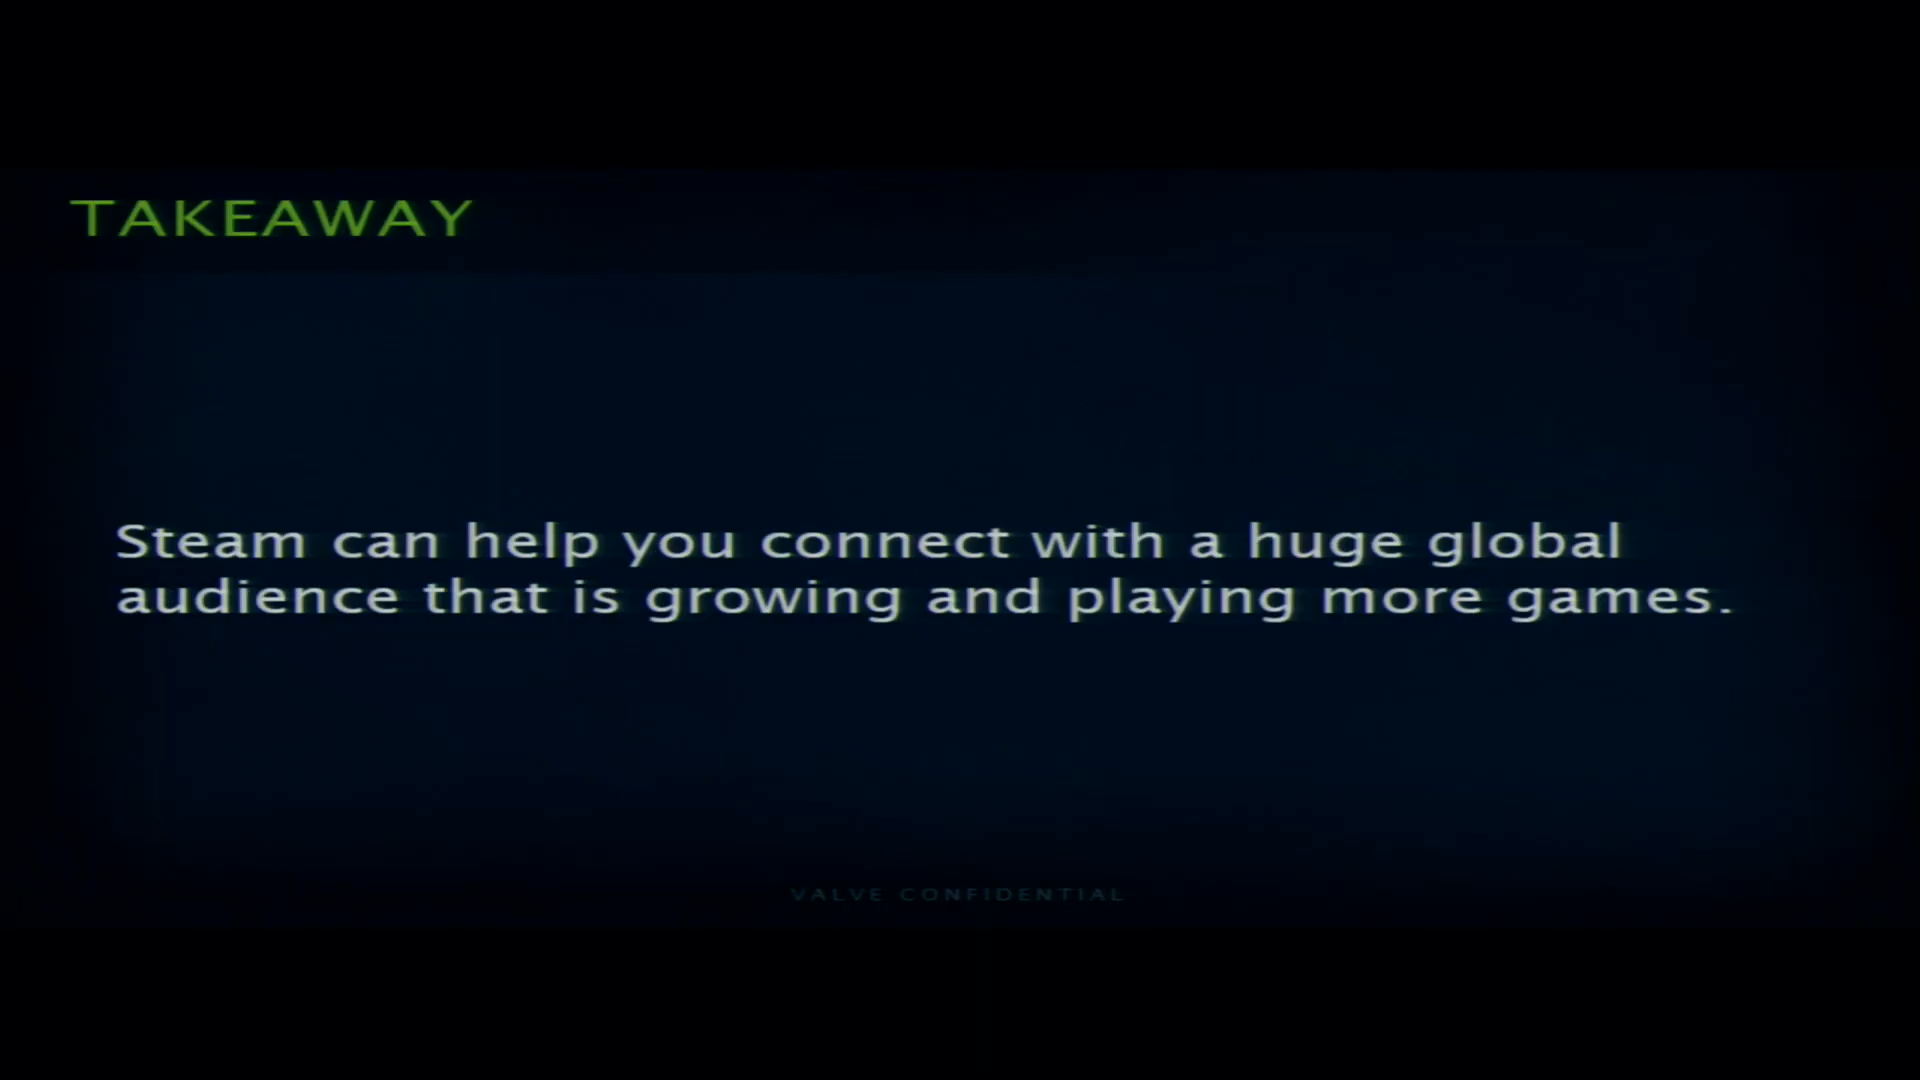 TAKEAWAY
Steam can help you connect with a huge global
audience that is growing and playing more games.
VALVE CONFIDENTIAL